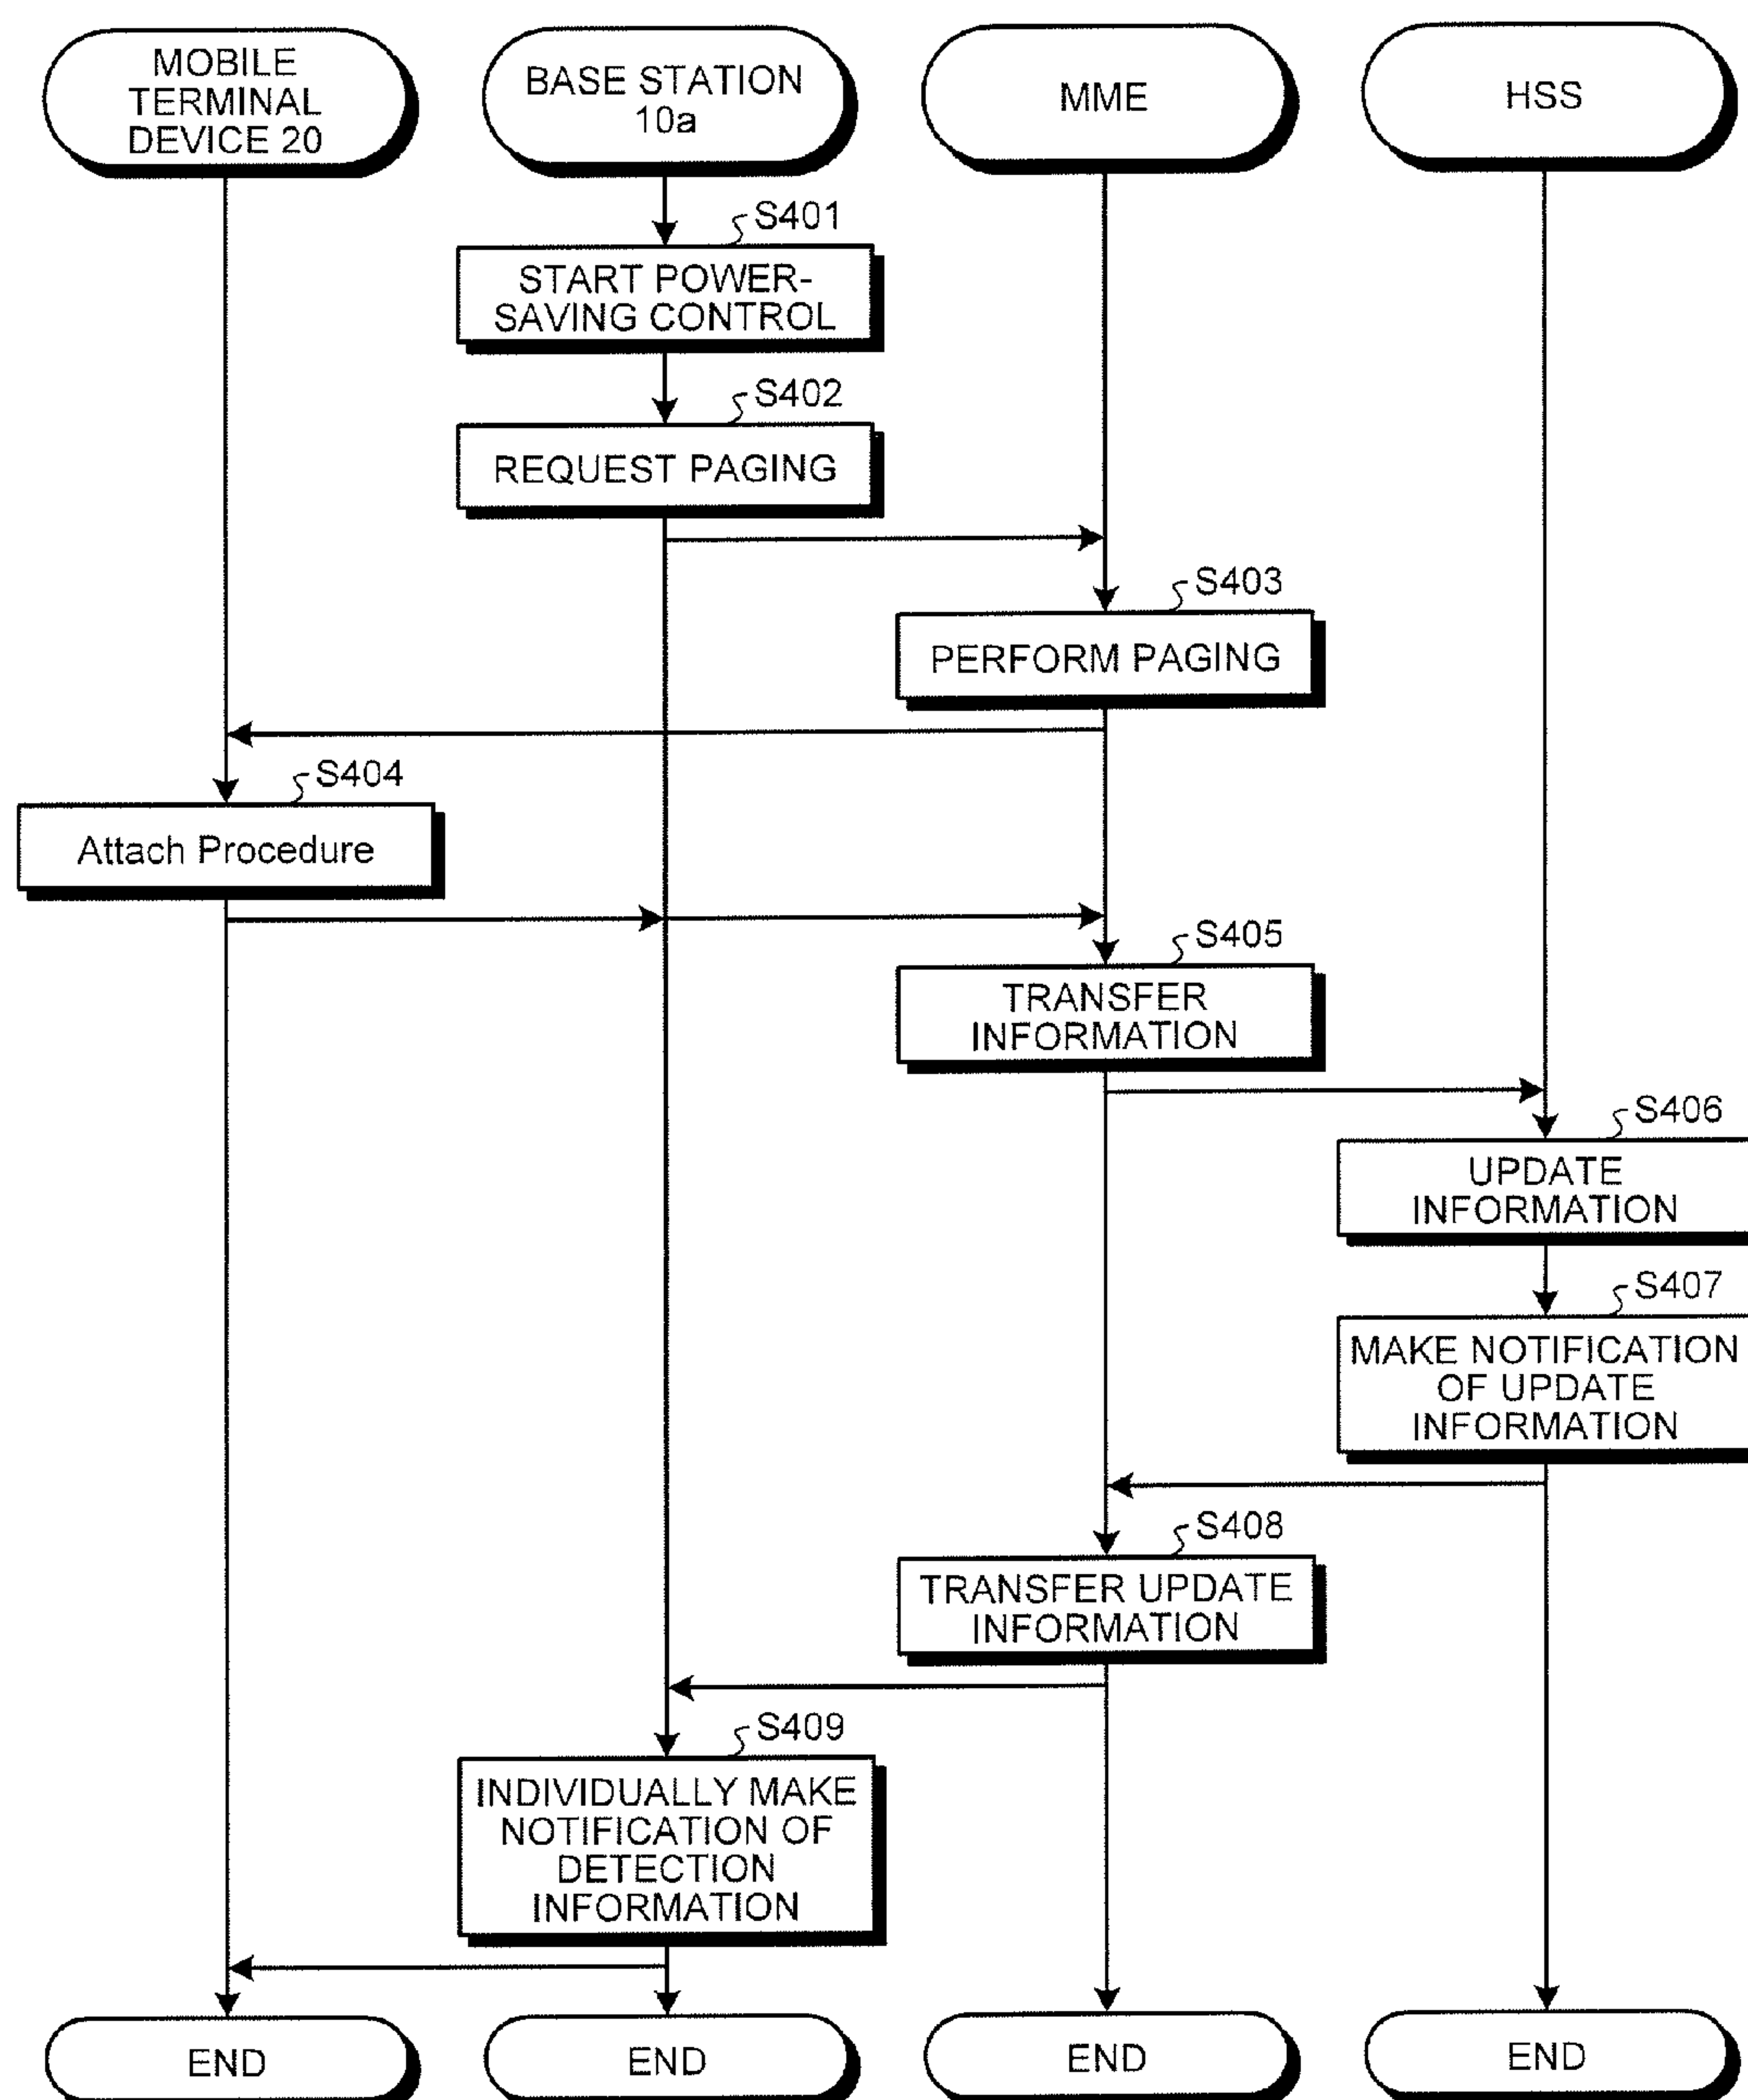 MOBILE
TERMINAL
DEVICE 20
BASE STATION
10a
MME
HSS
S401
START POWER-
SAVING CONTROL
S402
REQUEST PAGING
S403
PERFORM PAGING
S404
Attach Procedure
S405
TRANSFER
INFORMATION
S406
UPDATE
INFORMATION
S407
MAKE NOTIFICATION
OF UPDATE
INFORMATION
S408
TRANSFER UPDATE
INFORMATION
S409
INDIVIDUALLY MAKE
NOTIFICATION OF
DETECTION
INFORMATION
END
END
END
END